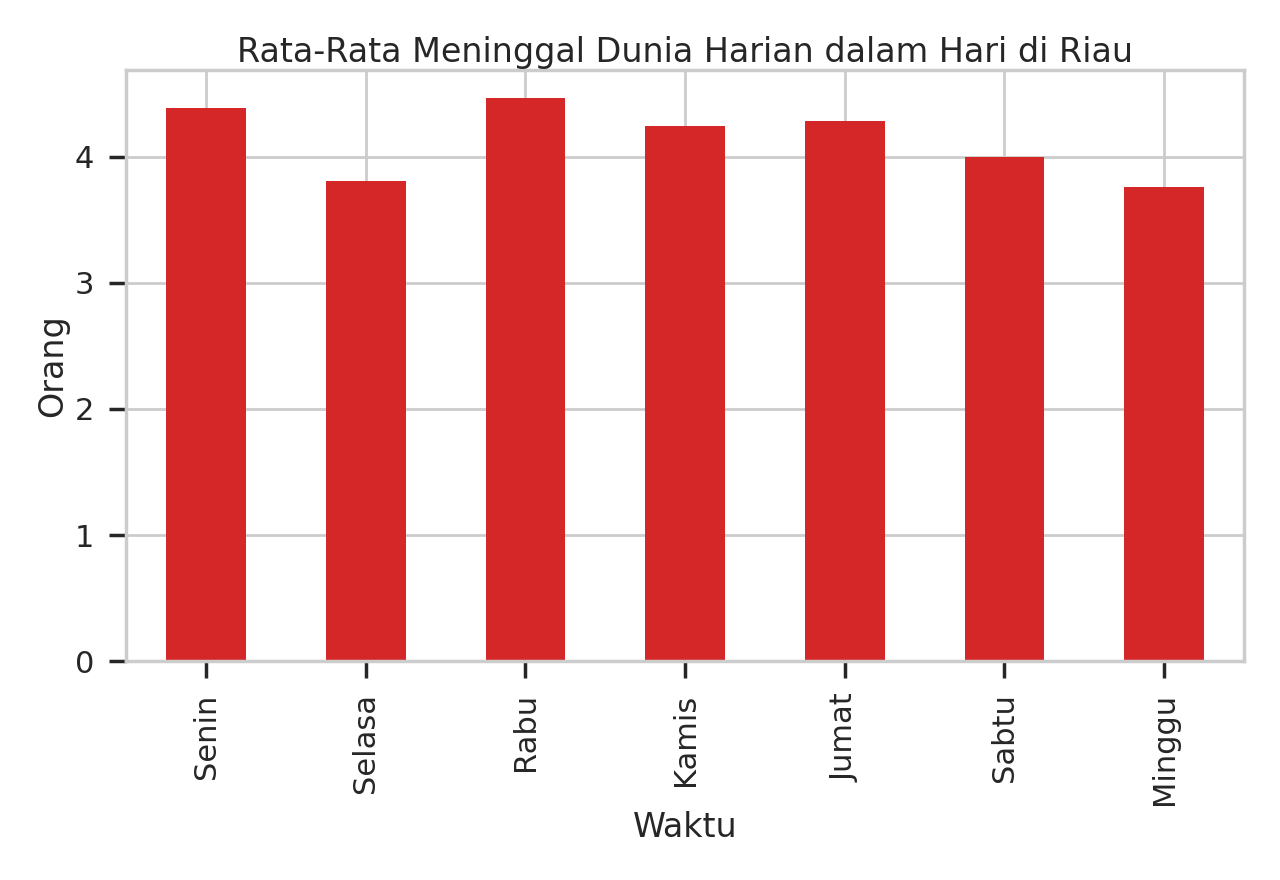 Rata-Rata Meninggal Dunia Harian dalam Hari di Riau
Orang
4
3
2
1
0
Senin
Selasa
Rabu
Kamis
Jumat
Sabtu
Minggu
Waktu